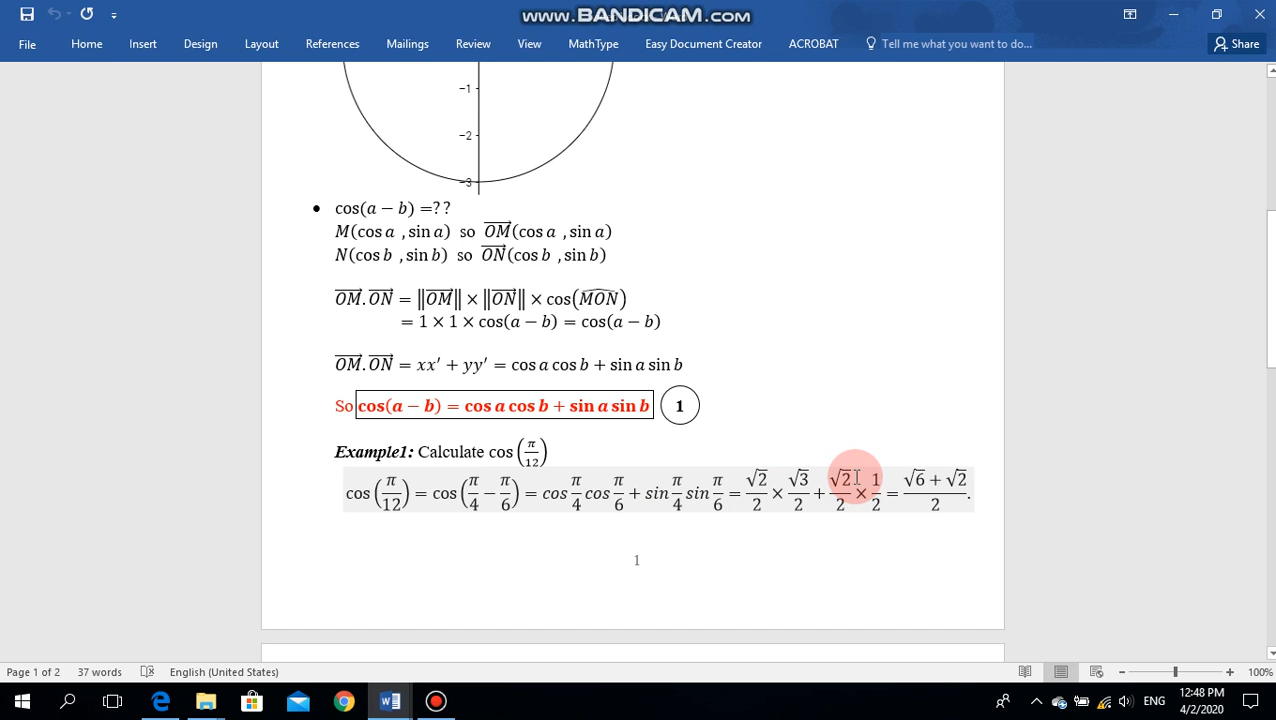 www.BANDICAM.com
File Home Insert Design Layout References Mailings Review View MathType Easy Document Creator ACROBAT Tell me what you want to do... Share
−1
−2
−3
• cos(a − b) =??
M(cos a , sin a) so OM→(cos a , sin a)
N(cos b , sin b) so ON→(cos b , sin b)
OM→. ON→ = ‖OM→‖ × ‖ON→‖ × cos(MON̂)
= 1 × 1 × cos(a − b) = cos(a − b)
OM→. ON→ = xx′ + yy′ = cos a cos b + sin a sin b
So cos(a − b) = cos a cos b + sin a sin b 1
Example1: Calculate cos (π/12)
cos (π/12) = cos (π/4 − π/6) = cos π/4 cos π/6 + sin π/4 sin π/6 = √2/2 × √3/2 + √2/2 × 1/2 = (√6 + √2)/2.
1
Page 1 of 2 37 words English (United States) 100%
ENG 12:48 PM
4/2/2020